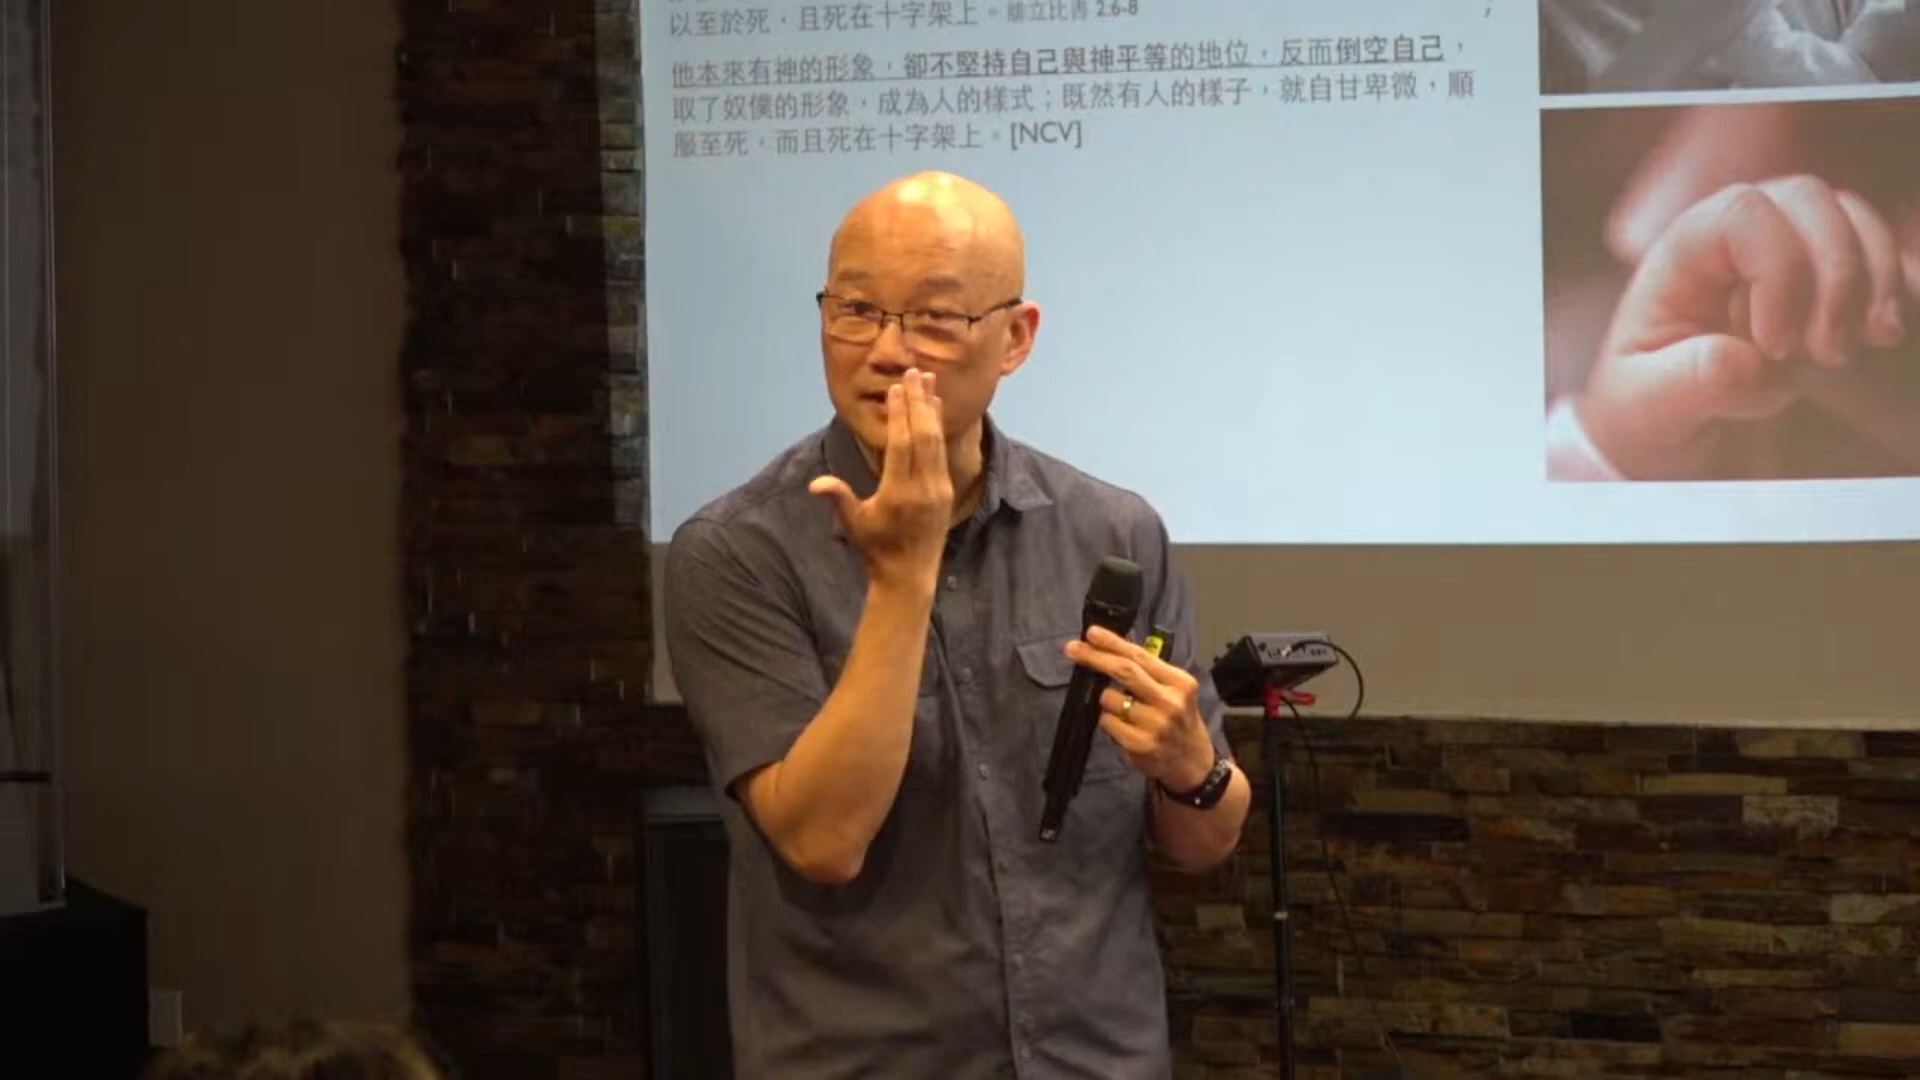 以至於死，且死在十字架上。腓立比書 2.6-8
他本來有神的形象，卻不堅持自己與神平等的地位，反而倒空自己，
取了奴僕的形象，成為人的樣式；既然有人的樣子，就自甘卑微，順
服至死，而且死在十字架上。[NCV]